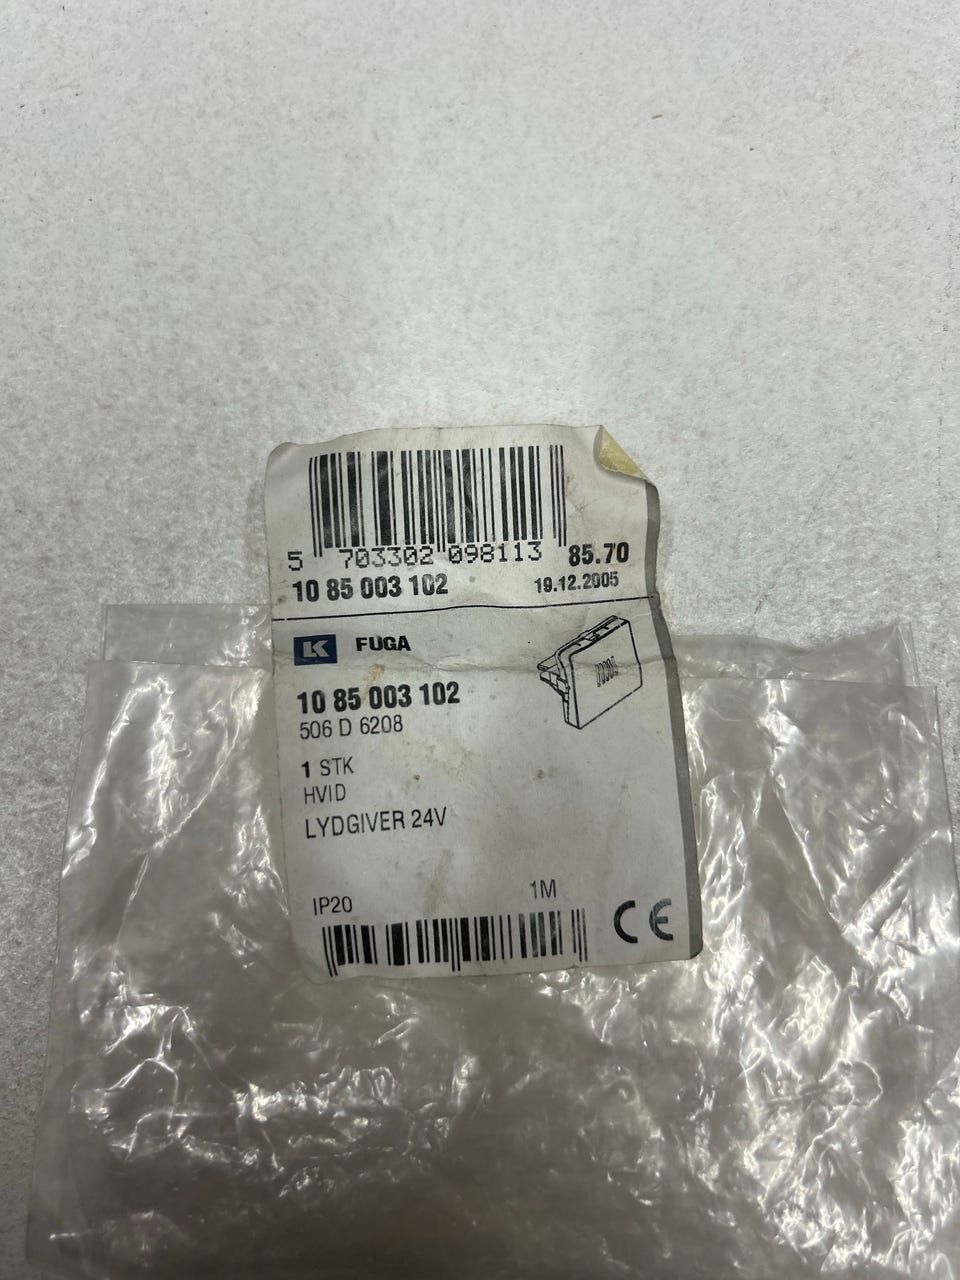 5 703302 098113 85.70
10 85 003 102 19.12.2005
LK FUGA
10 85 003 102
506 D 6208
1 STK
HVID
LYDGIVER 24V
IP20 1M
CE